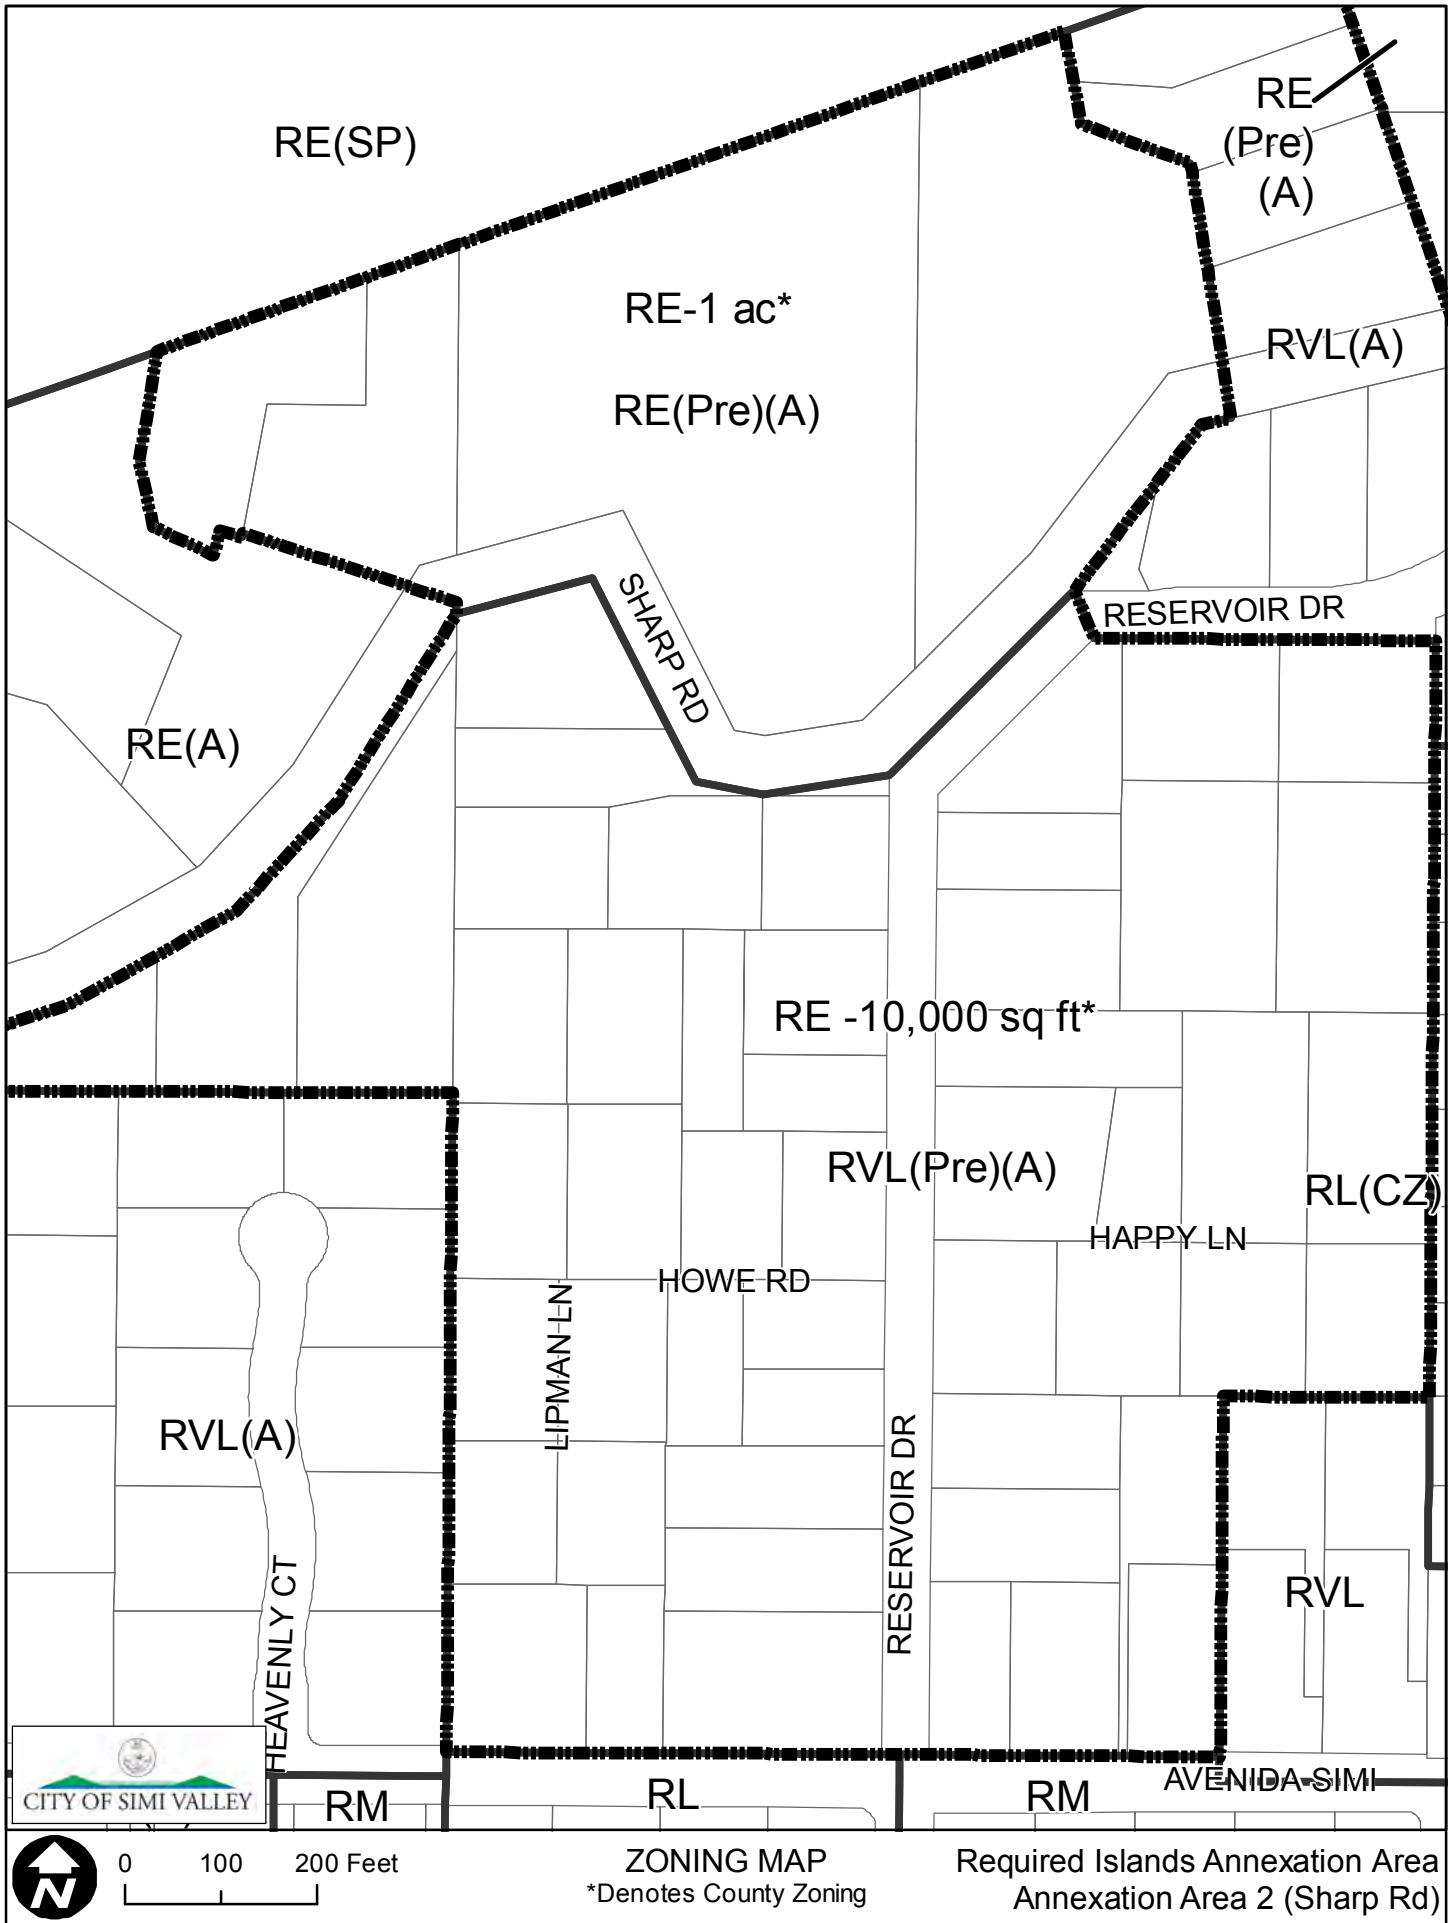 RE(SP)
RE
(Pre)
(A)
RE-1 ac*
RVL(A)
RE(Pre)(A)
SHARP RD
RESERVOIR DR
RE(A)
RE -10,000 sq ft*
RVL(Pre)(A)
RL(CZ)
HAPPY LN
HOWE RD
LIPMAN LN
RVL(A)
RESERVOIR DR
HEAVENLY CT
RVL
AVENIDA SIMI
RM
RL
RM
CITY OF SIMI VALLEY
N
0 100 200 Feet
ZONING MAP
*Denotes County Zoning
Required Islands Annexation Area
Annexation Area 2 (Sharp Rd)